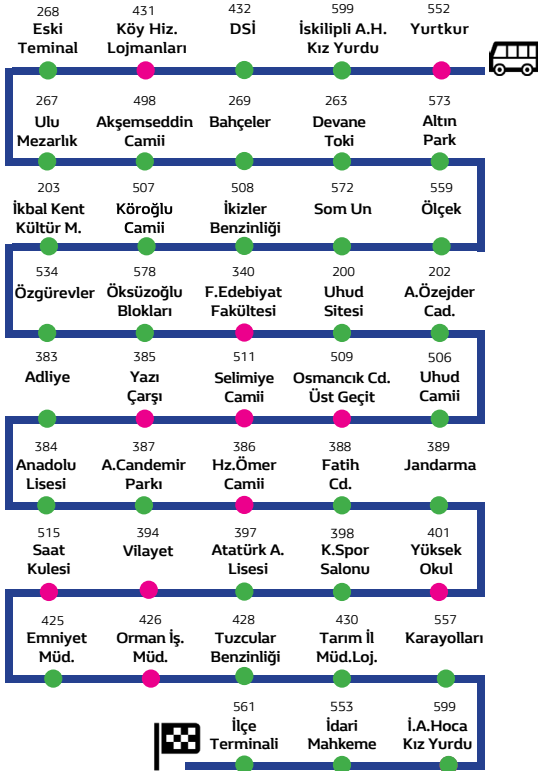 268
Eski
Teminal
431
Köy Hiz.
Lojmanları
432
DSİ
599
İskilipli A.H.
Kız Yurdu
552
Yurtkur
267
Ulu
Mezarlık
498
Akşemseddin
Camii
269
Bahçeler
263
Devane
Toki
573
Altın
Park
203
İkbal Kent
Kültür M.
507
Köroğlu
Camii
508
İkizler
Benzinliği
572
Som Un
559
Ölçek
534
Özgürevler
578
Öksüzoğlu
Blokları
340
F.Edebiyat
Fakültesi
200
Uhud
Sitesi
202
A.Özejder
Cad.
383
Adliye
385
Yazı
Çarşı
511
Selimiye
Camii
509
Osmancık Cd.
Üst Geçit
506
Uhud
Camii
384
Anadolu
Lisesi
387
A.Candemir
Parkı
386
Hz.Ömer
Camii
388
Fatih
Cd.
389
Jandarma
515
Saat
Kulesi
394
Vilayet
397
Atatürk A.
Lisesi
398
K.Spor
Salonu
401
Yüksek
Okul
425
Emniyet
Müd.
426
Orman İş.
Müd.
428
Tuzcular
Benzinliği
430
Tarım İl
Müd.Loj.
557
Karayolları
561
İlçe
Terminali
553
İdari
Mahkeme
599
İ.A.Hoca
Kız Yurdu